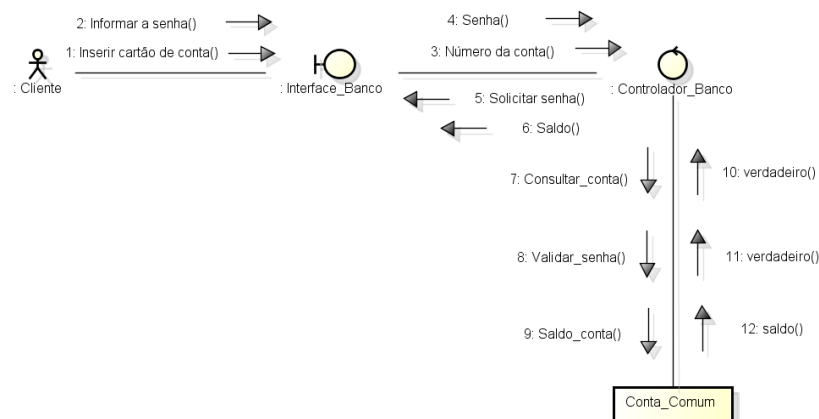 2: Informar a senha()
4: Senha()
1: Inserir cartão de conta()
3: Número da conta()
: Cliente
: Interface_Banco
: Controlador_Banco
5: Solicitar senha()
6: Saldo()
7: Consultar_conta()
10: verdadeiro()
8: Validar_senha()
11: verdadeiro()
9: Saldo_conta()
12: saldo()
Conta_Comum